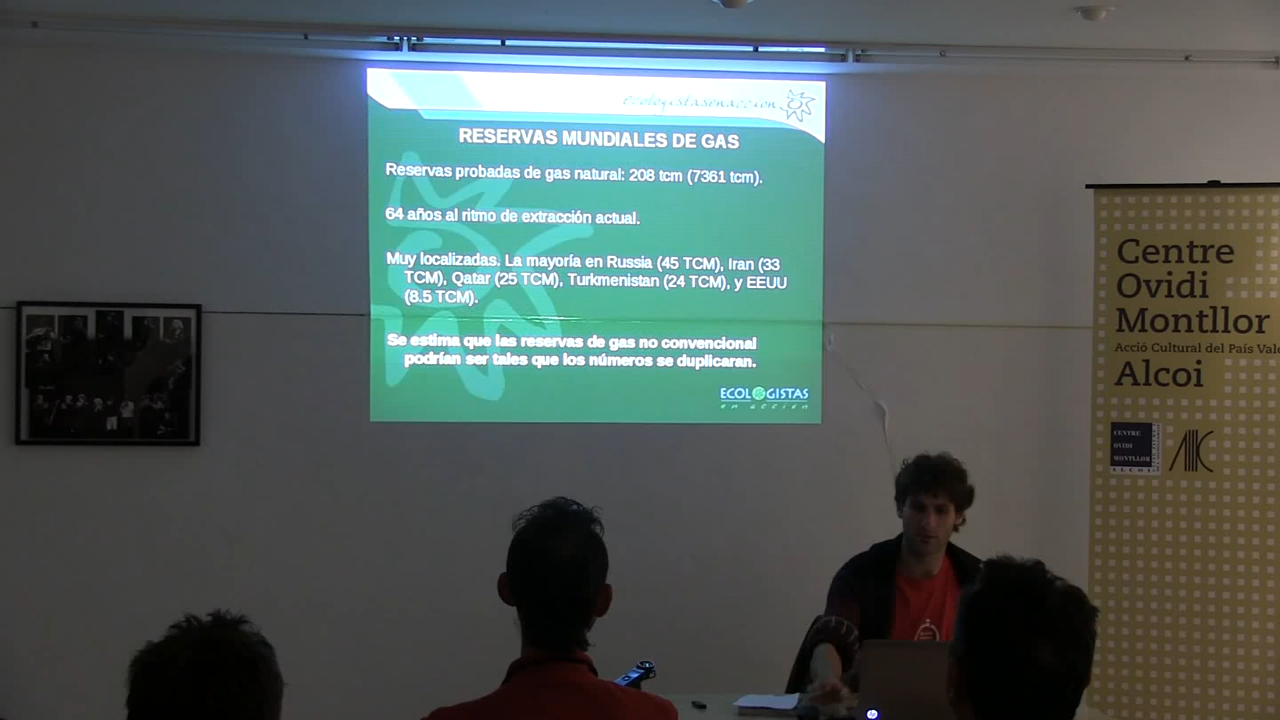 ecologistasenaccion
RESERVAS MUNDIALES DE GAS
Reservas probadas de gas natural: 208 tcm (7361 tcm).
64 años al ritmo de extracción actual.
Muy localizadas. La mayoría en Russia (45 TCM), Iran (33
TCM), Qatar (25 TCM), Turkmenistan (24 TCM), y EEUU
(8.5 TCM).
Se estima que las reservas de gas no convencional
podrían ser tales que los números se duplicaran.
ECOLOGISTAS
en acción
Centre
Ovidi
Montllor
Acció Cultural del País Vale
Alcoi
CENTRE
OVIDI
MONTLLOR
ALCOI
hp